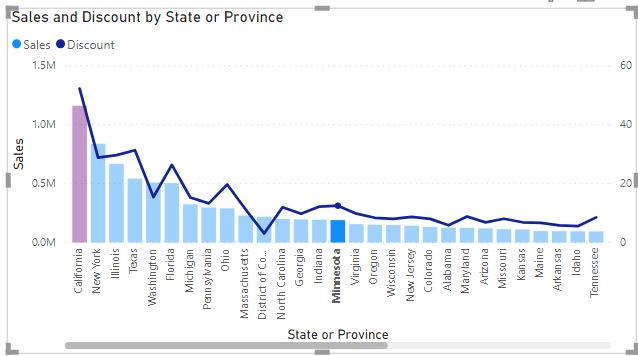 Sales and Discount by State or Province
Sales Discount
1.5M
60
1.0M
40
0.5M
20
0.0M
0
Sales
California
New York
Illinois
Texas
Washington
Florida
Michigan
Pennsylvania
Ohio
Massachusetts
District of Co...
North Carolina
Georgia
Indiana
Minnesota
Virginia
Oregon
Wisconsin
New Jersey
Colorado
Alabama
Maryland
Arizona
Missouri
Kansas
Maine
Arkansas
Idaho
Tennessee
State or Province